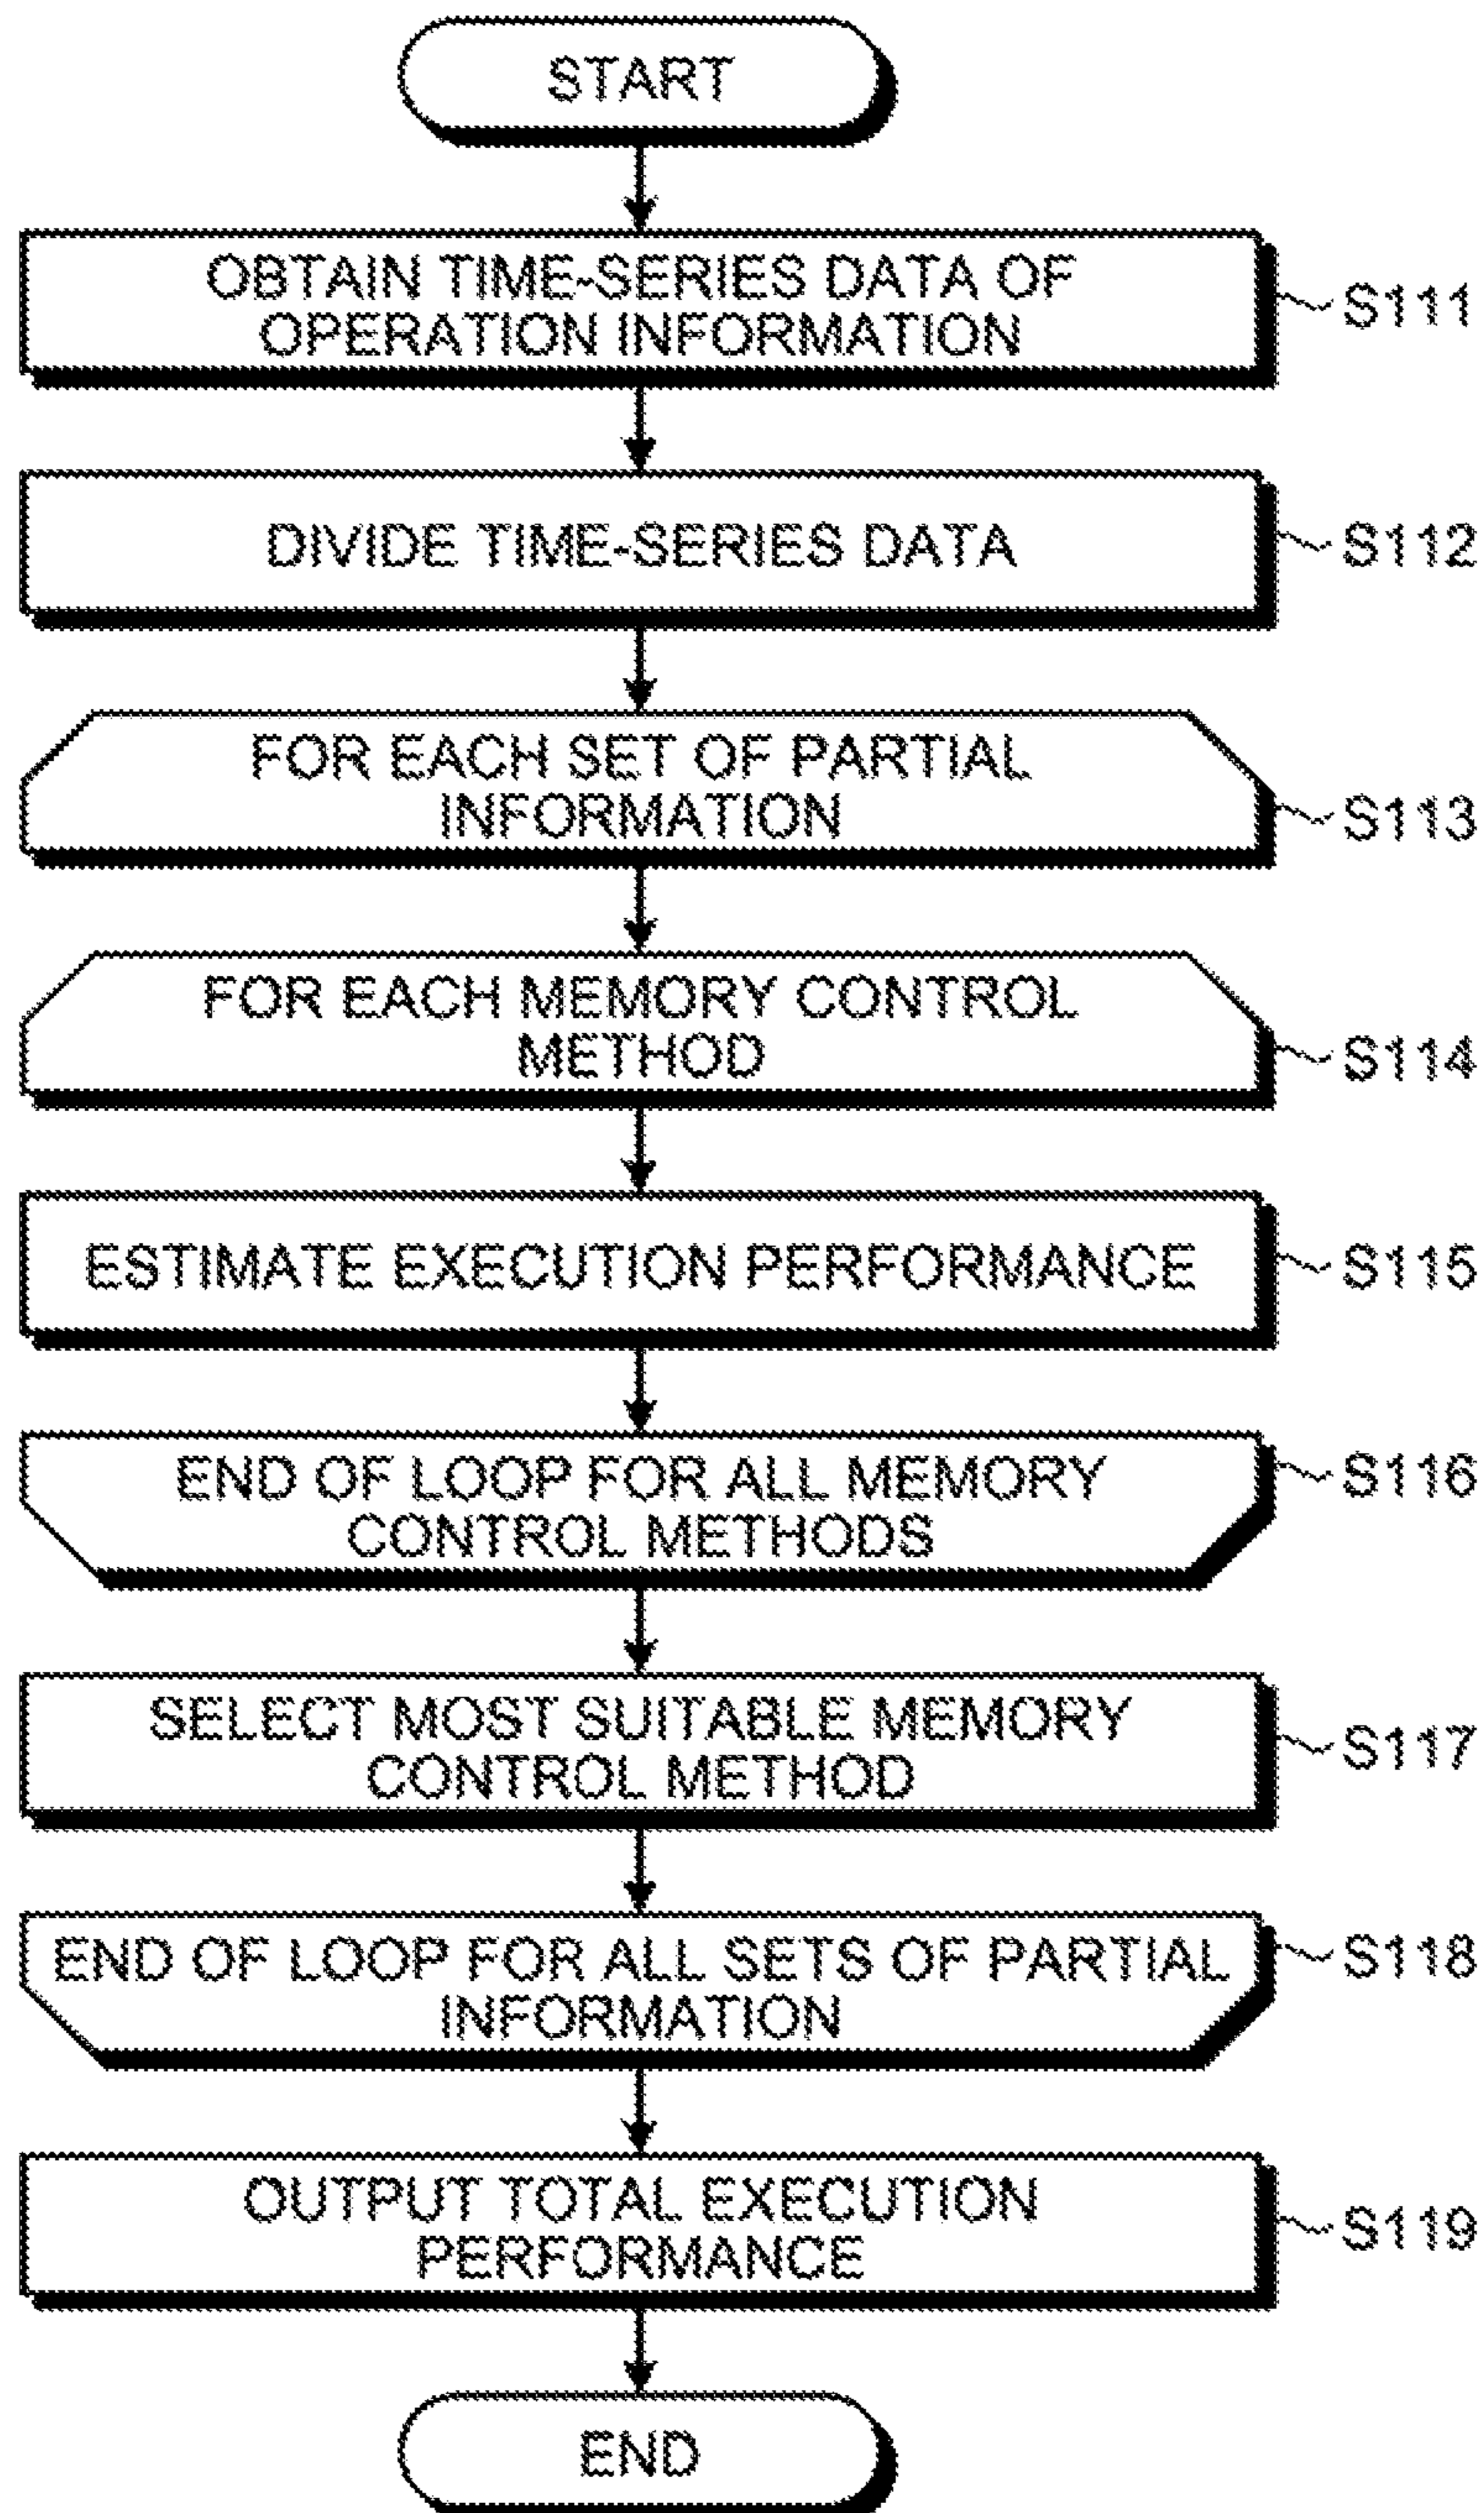 START
OBTAIN TIME-SERIES DATA OF
OPERATION INFORMATION
S111
DIVIDE TIME-SERIES DATA
S112
FOR EACH SET OF PARTIAL
INFORMATION
S113
FOR EACH MEMORY CONTROL
METHOD
S114
ESTIMATE EXECUTION PERFORMANCE
S115
END OF LOOP FOR ALL MEMORY
CONTROL METHODS
S116
SELECT MOST SUITABLE MEMORY
CONTROL METHOD
S117
END OF LOOP FOR ALL SETS OF PARTIAL
INFORMATION
S118
OUTPUT TOTAL EXECUTION
PERFORMANCE
S119
END